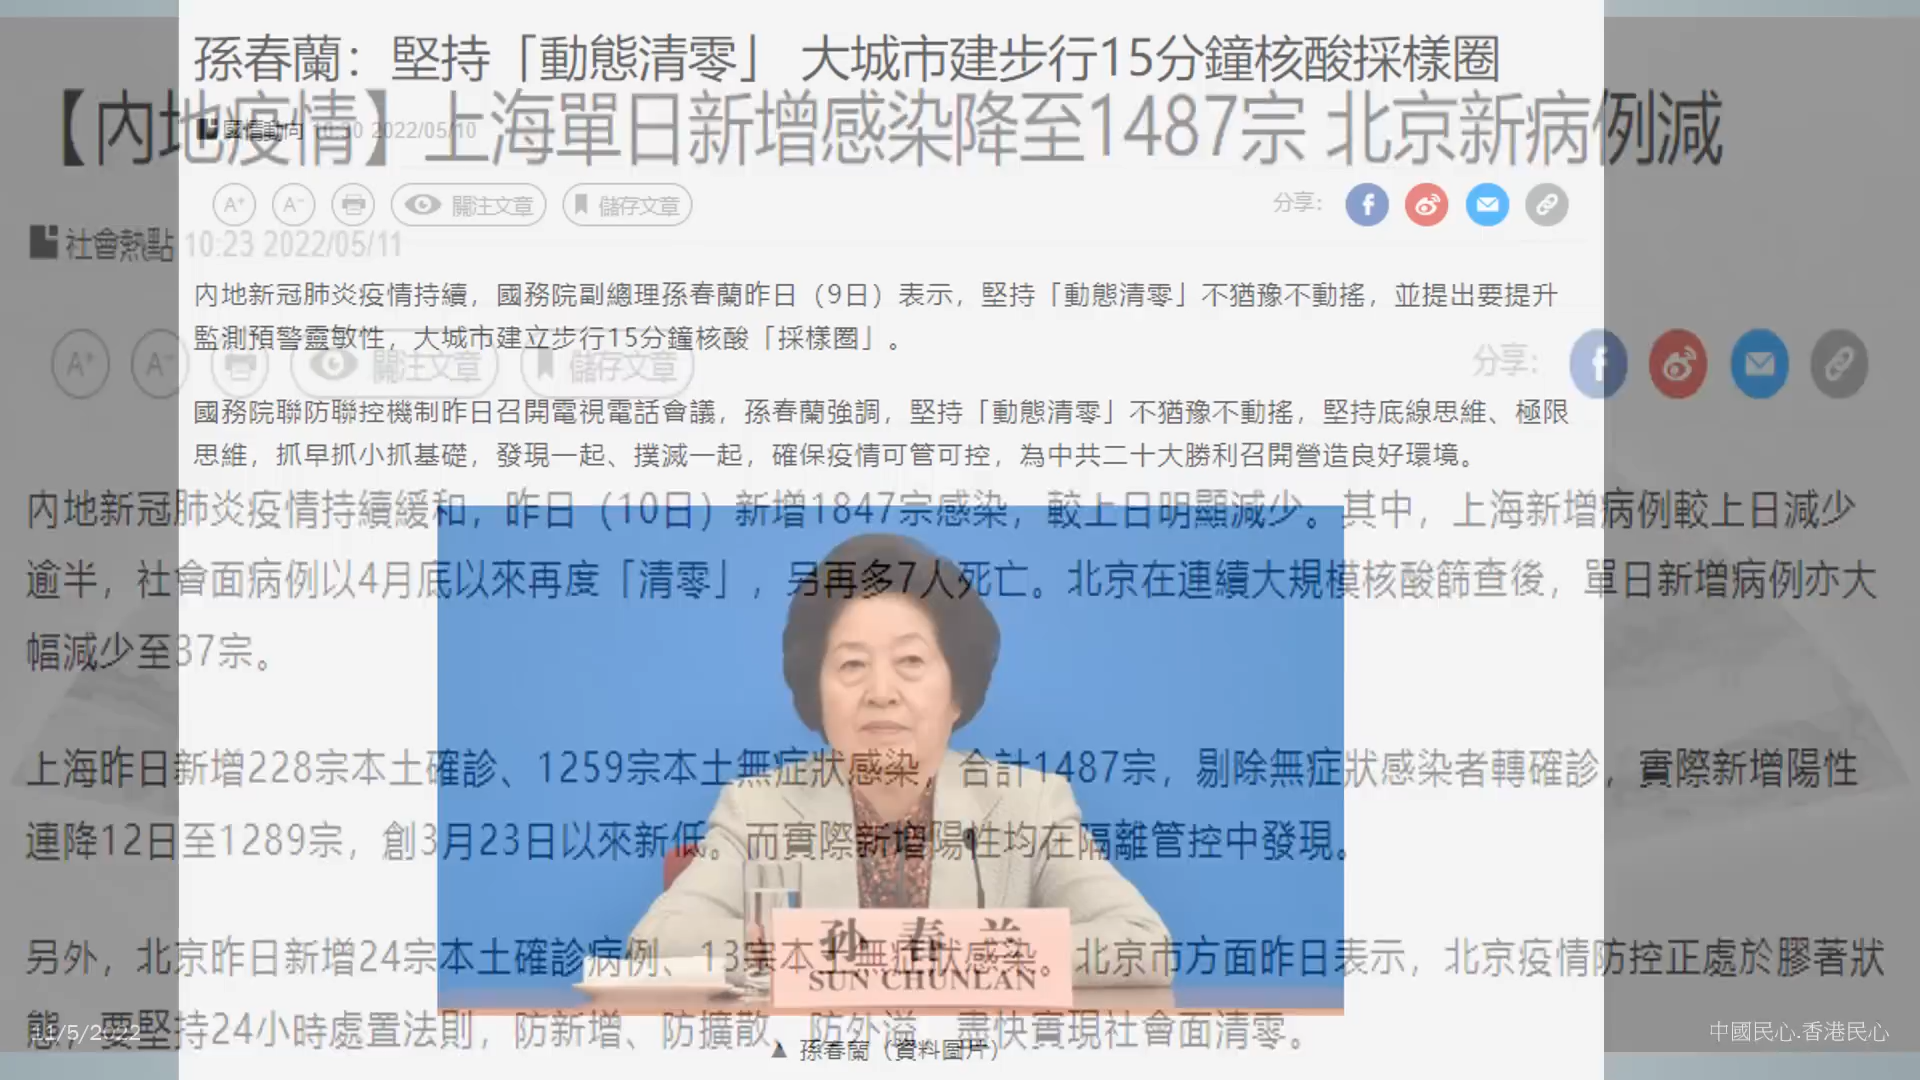 孫春蘭：堅持「動態清零」 大城市建步行15分鐘核酸採樣圈
【內地疫情】上海單日新增感染降至1487宗 北京新病例減
國情動向 10:30 2022/05/10
A+ A- 關注文章 儲存文章 分享:
社會熱點 10:23 2022/05/11
內地新冠肺炎疫情持續，國務院副總理孫春蘭昨日（9日）表示，堅持「動態清零」不猶豫不動搖，並提出要提升
監測預警靈敏性，大城市建立步行15分鐘核酸「採樣圈」。
A+ A- 關注文章 儲存文章 分享:
國務院聯防聯控機制昨日召開電視電話會議，孫春蘭強調，堅持「動態清零」不猶豫不動搖，堅持底線思維、極限
思維，抓早抓小抓基礎，發現一起、撲滅一起，確保疫情可管可控，為中共二十大勝利召開營造良好環境。
內地新冠肺炎疫情持續緩和，昨日（10日）新增1847宗感染，較上日明顯減少。其中，上海新增病例較上日減少
逾半，社會面病例以4月底以來再度「清零」，另再多7人死亡。北京在連續大規模核酸篩查後，單日新增病例亦大
幅減少至37宗。
上海昨日新增228宗本土確診、1259宗本土無症狀感染，合計1487宗，剔除無症狀感染者轉確診，實際新增陽性
連降12日至1289宗，創3月23日以來新低。而實際新增陽性均在隔離管控中發現。
孙春兰
另外，北京昨日新增24宗本土確診病例、13宗本土無症狀感染。北京市方面昨日表示，北京疫情防控正處於膠著狀
SUN CHUNLAN
態，要堅持24小時處置法則，防新增、防擴散、防外溢，盡快實現社會面清零。
11/5/2022
中國民心.香港民心
▲ 孫春蘭（資料圖片）